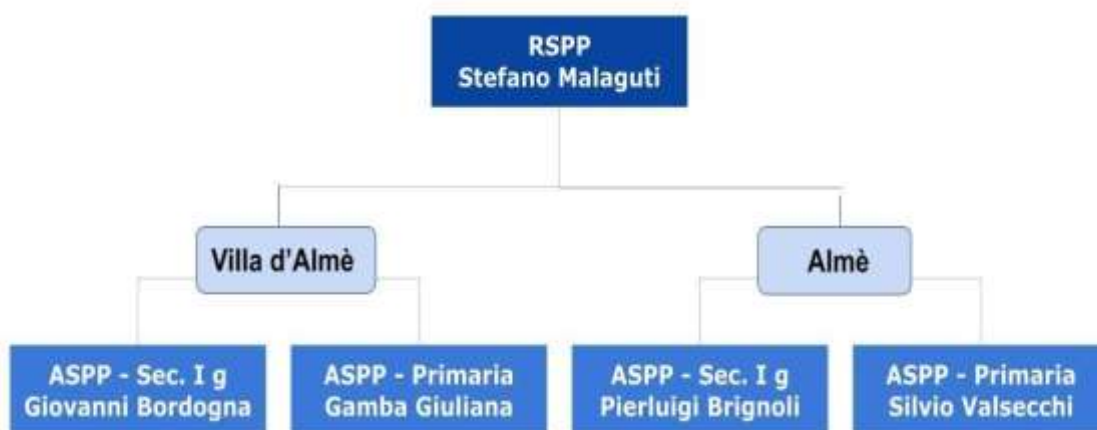 RSPP
Stefano Malaguti
Villa d'Almè
Almè
ASPP - Sec. I g
Giovanni Bordogna
ASPP - Primaria
Gamba Giuliana
ASPP - Sec. I g
Pierluigi Brignoli
ASPP - Primaria
Silvio Valsecchi